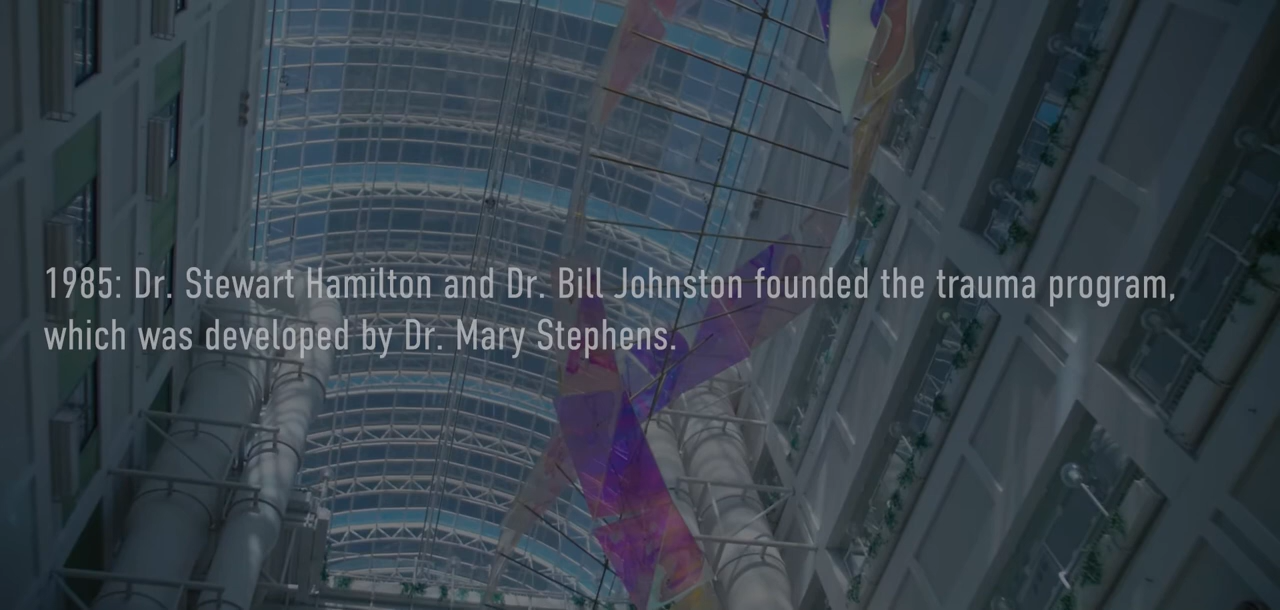 1985: Dr. Stewart Hamilton and Dr. Bill Johnston founded the trauma program,
which was developed by Dr. Mary Stephens.